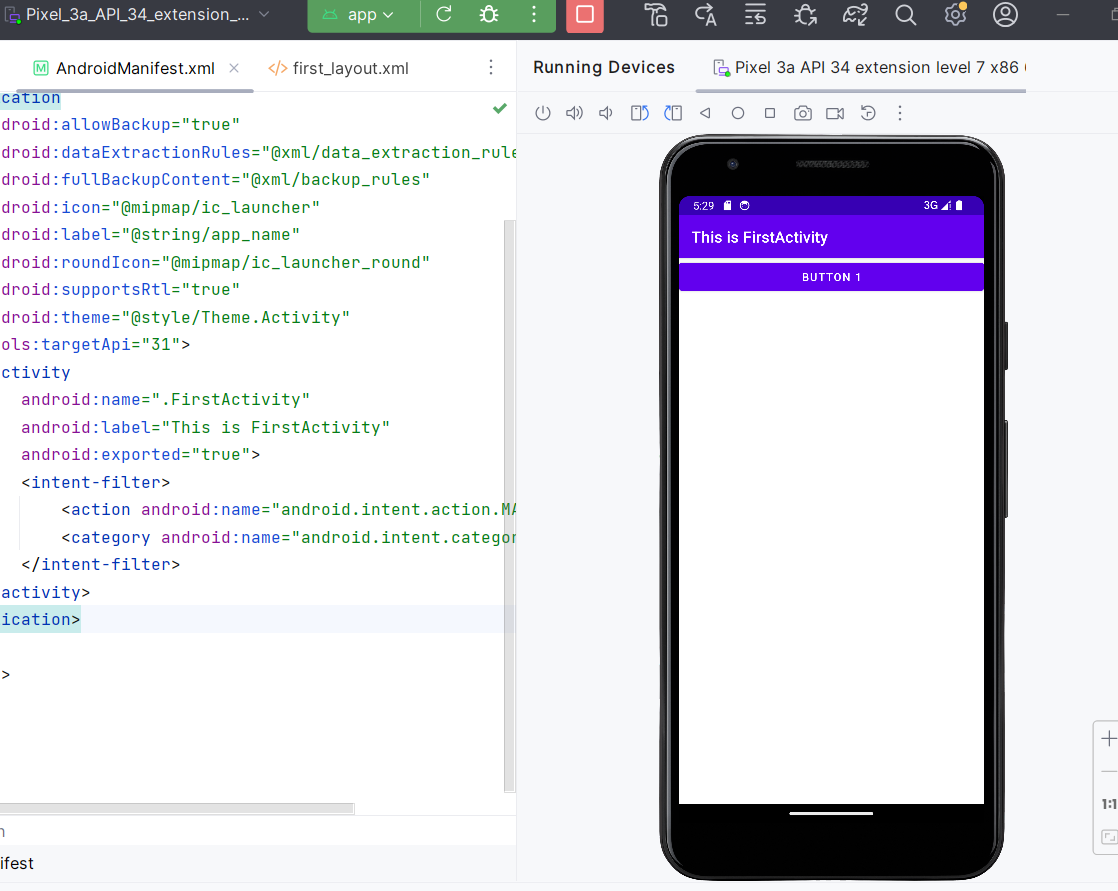 Pixel_3a_API_34_extension_...
app
AndroidManifest.xml
first_layout.xml
Running Devices
Pixel 3a API 34 extension level 7 x86
cation
droid:allowBackup="true"
droid:dataExtractionRules="@xml/data_extraction_rule
droid:fullBackupContent="@xml/backup_rules"
droid:icon="@mipmap/ic_launcher"
droid:label="@string/app_name"
droid:roundIcon="@mipmap/ic_launcher_round"
droid:supportsRtl="true"
droid:theme="@style/Theme.Activity"
ols:targetApi="31">
ctivity
android:name=".FirstActivity"
android:label="This is FirstActivity"
android:exported="true">
<intent-filter>
<action android:name="android.intent.action.MA
<category android:name="android.intent.categor
</intent-filter>
activity>
ication>
>
n
ifest
5:29
3G
This is FirstActivity
BUTTON 1
1:1